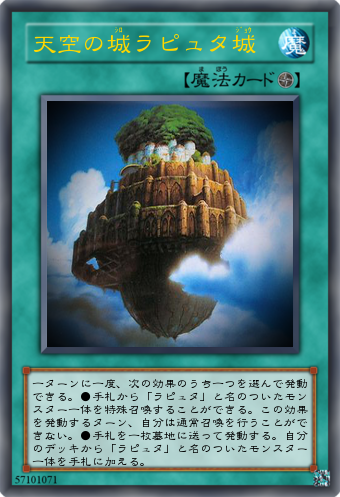 天空の城ラピュタ城
魔
【魔法カード】
一ターンに一度、次の効果のうち一つを選んで発動
できる。●手札から「ラピュタ」と名のついたモン
スター一体を特殊召喚することができる。この効果
を発動するターン、自分は通常召喚を行うことがで
きない。●手札を一枚墓地に送って発動する。自分
のデッキから「ラピュタ」と名のついたモンスター
一体を手札に加える。
57101071